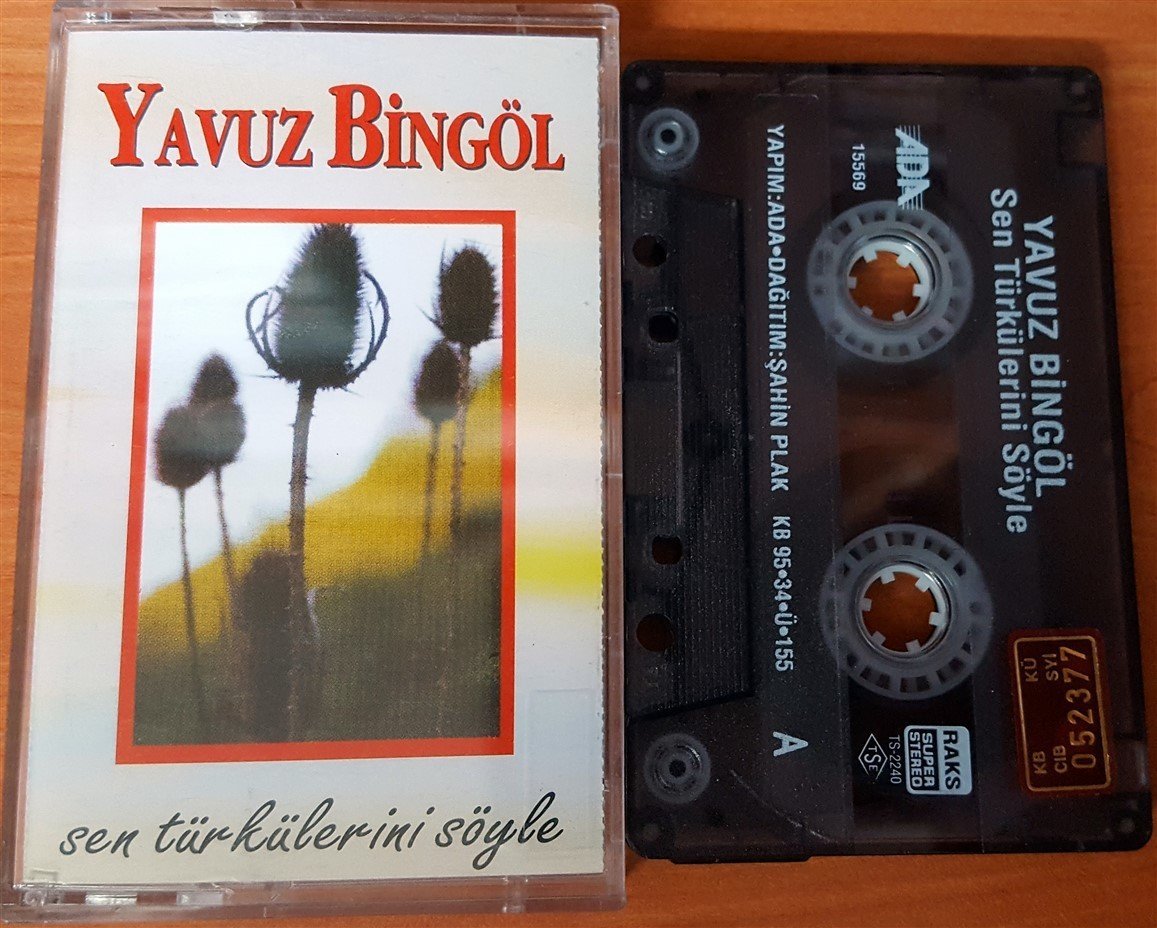 YAVUZ BİNGÖL
sen türkülerini söyle
YAVUZ BİNGÖL
Sen Türkülerini Söyle
ADA
15569
YAPIM:ADA•DAĞITIM:ŞAHİN PLAK KB 95•34•Ü•155
A
RAKS
SUPER
STEREO
TS-2240
TSE
KÜ SVİ
KB CIB
052377